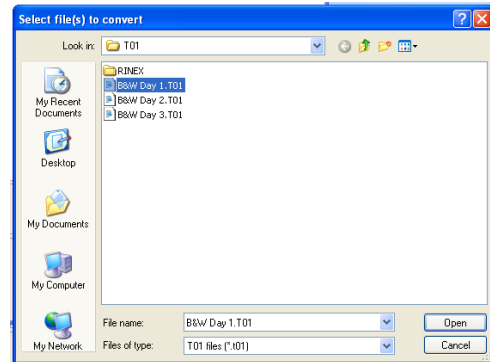 Select file(s) to convert
Look in: T01
RINEX
B&W Day 1.T01
B&W Day 2.T01
B&W Day 3.T01
My Recent
Documents
Desktop
My Documents
My Computer
My Network
File name: B&W Day 1.T01 Open
Files of type: T01 files (*.t01) Cancel